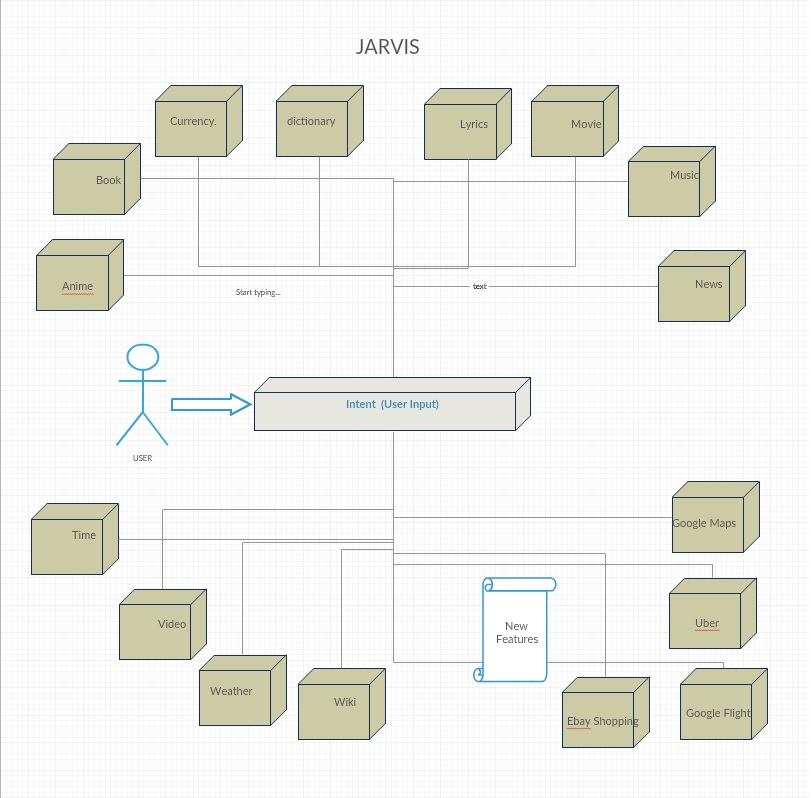 JARVIS
Currency.
dictionary
Lyrics
Movie
Book
Music
Anime
Start typing...
text
News
Intent (User Input)
USER
Time
Google Maps
Video
New
Features
Uber
Weather
Wiki
Ebay Shopping
Google Flight